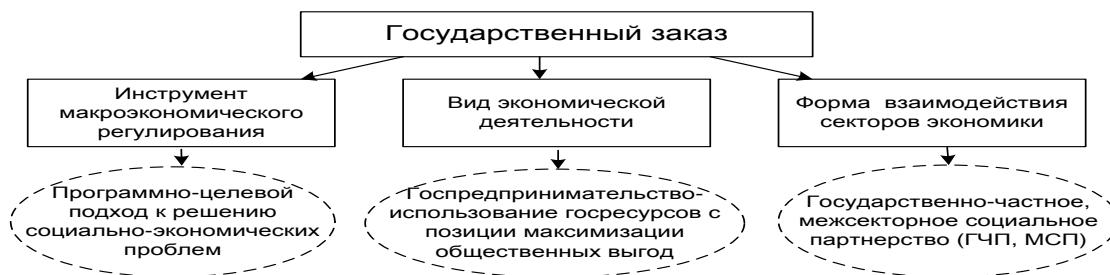 Государственный заказ
Инструмент
макроэкономического
регулирования
Вид экономической
деятельности
Форма взаимодействия
секторов экономики
Программно-целевой
подход к решению
социально-экономических
проблем
Госпредпринимательство-
использование госресурсов с
позиции максимизации
общественных выгод
Государственно-частное,
межсекторное социальное
партнерство (ГЧП, МСП)